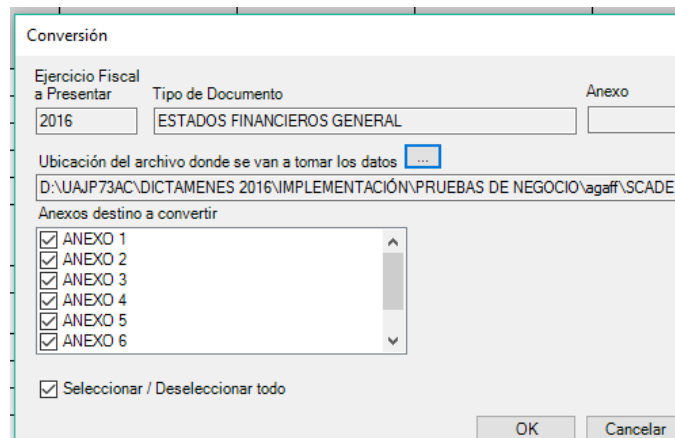 Conversión
Ejercicio Fiscal
a Presentar
Tipo de Documento
Anexo
2016
ESTADOS FINANCIEROS GENERAL
Ubicación del archivo donde se van a tomar los datos ...
D:\UAJP73AC\DICTAMENES 2016\IMPLEMENTACIÓN\PRUEBAS DE NEGOCIO\agaff\SCADE
Anexos destino a convertir
ANEXO 1
ANEXO 2
ANEXO 3
ANEXO 4
ANEXO 5
ANEXO 6
Seleccionar / Deseleccionar todo
OK
Cancelar